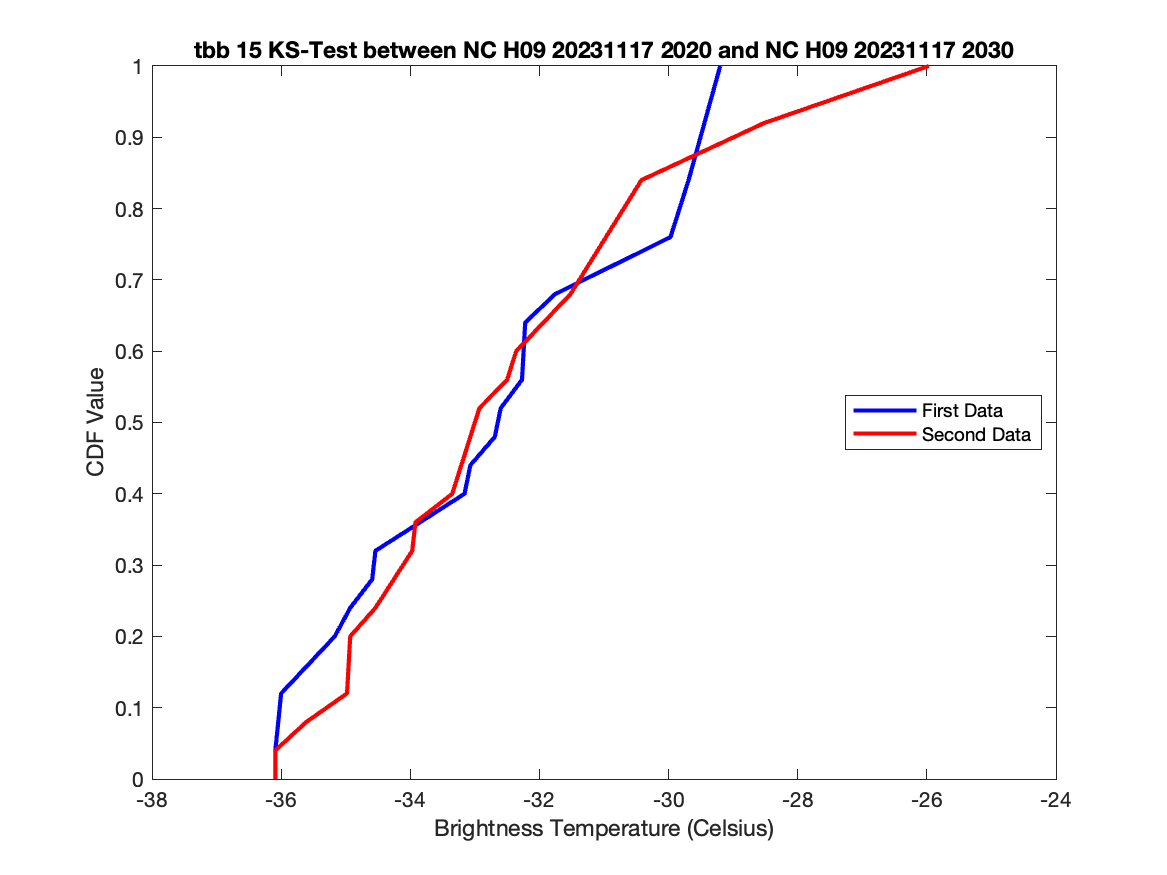 tbb 15 KS-Test between NC H09 20231117 2020 and NC H09 20231117 2030
1
0.9
0.8
0.7
0.6
0.5
0.4
0.3
0.2
0.1
0
CDF Value
First Data
Second Data
-38 -36 -34 -32 -30 -28 -26 -24
Brightness Temperature (Celsius)